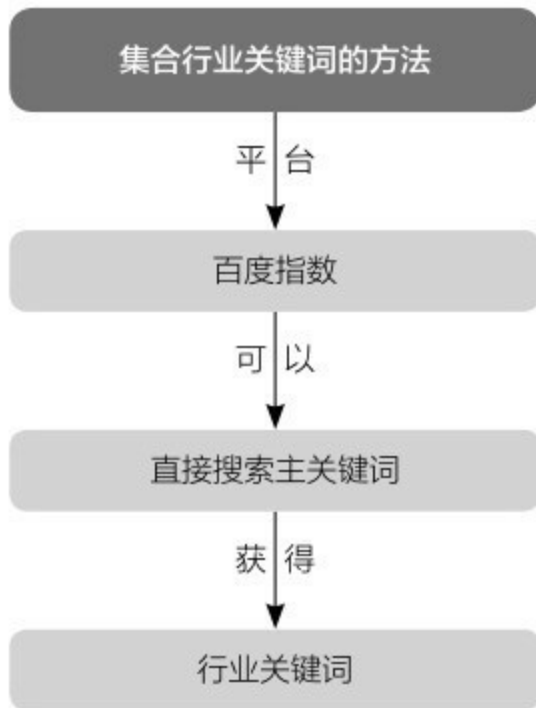 集合行业关键词的方法
平台
百度指数
可以
直接搜索主关键词
获得
行业关键词